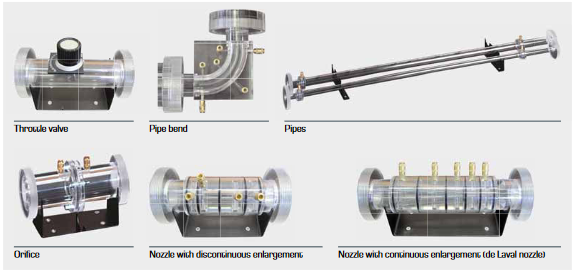 Throttle valve
Pipe bend
Pipes
Orifice
Nozzle with discontinuous enlargement
Nozzle with continuous enlargement (de Laval nozzle)